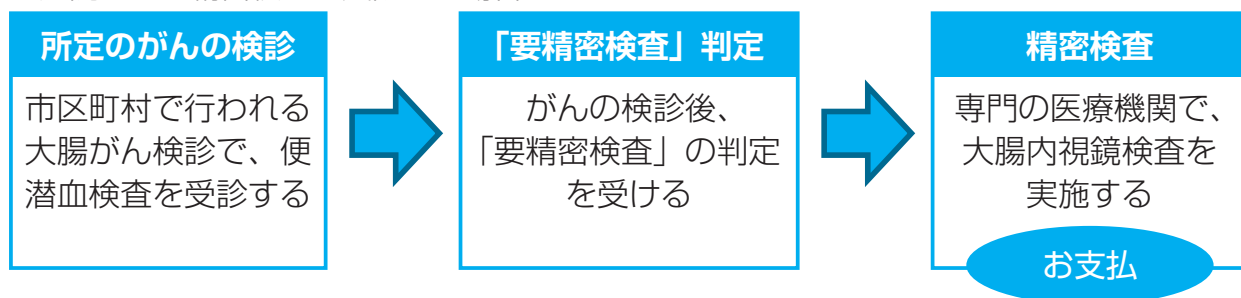 所定のがんの検診
市区町村で行われる
大腸がん検診で、便
潜血検査を受診する
「要精密検査」判定
がんの検診後、
「要精密検査」の判定
を受ける
精密検査
専門の医療機関で、
大腸内視鏡検査を
実施する
お支払